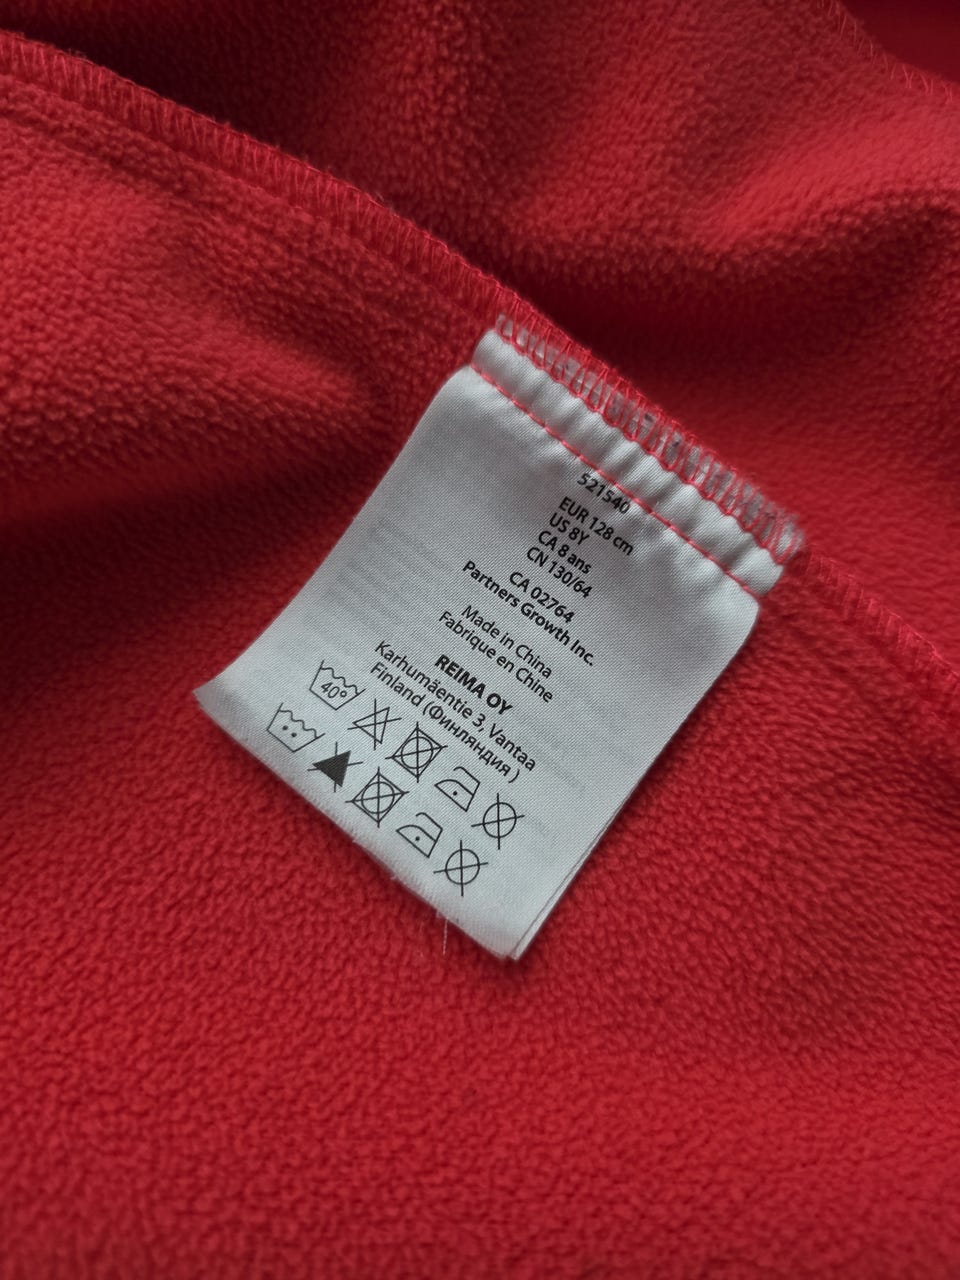 521540
EUR 128 cm
US 8Y
CA 8 ans
CN 130/64
CA 02764
Partners Growth Inc.
Made in China
Fabrique en Chine
REIMA OY
Karhumäentie 3, Vantaa
Finland (Финляндия )
40°